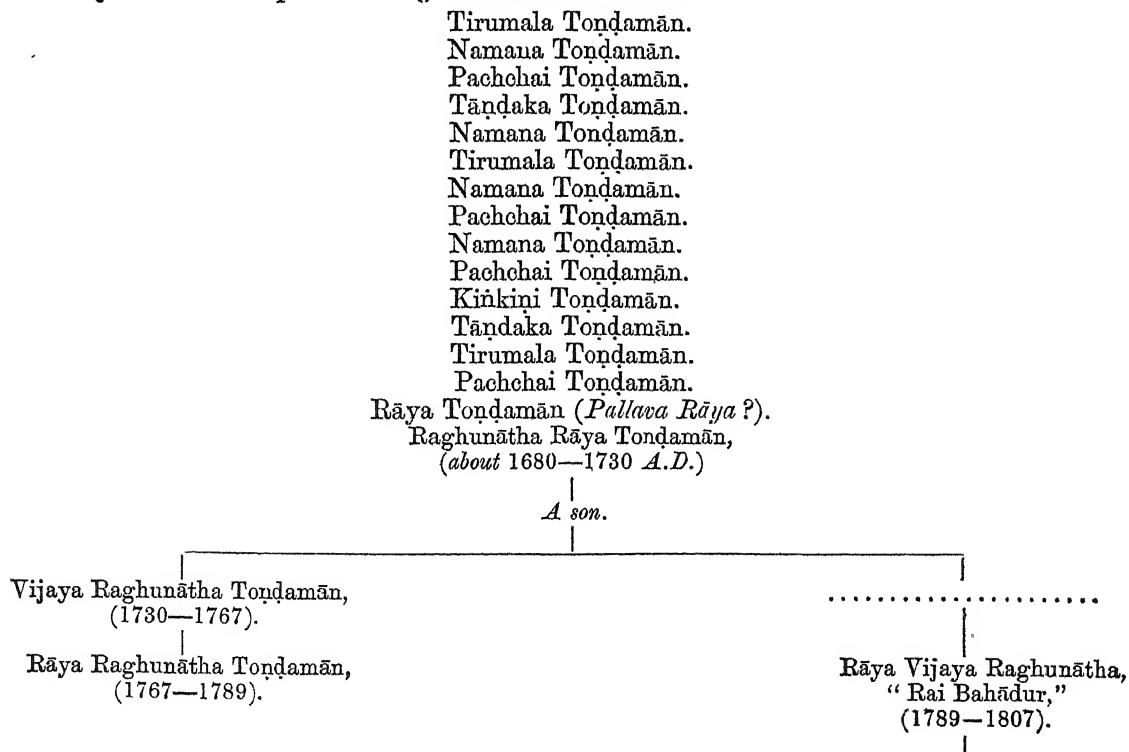 Tirumala Toṇḍamān.
Namana Toṇḍamān.
Pachchai Toṇḍamān.
Tāṇḍaka Toṇḍamān.
Namana Toṇḍamān.
Tirumala Toṇḍamān.
Namana Toṇḍamān.
Pachchai Toṇḍamān.
Namana Toṇḍamān.
Pachchai Toṇḍamān.
Kiṅkiṇi Toṇḍamān.
Tāṇḍaka Toṇḍamān.
Tirumala Toṇḍamān.
Pachchai Toṇḍamān.
Rāya Toṇḍamān (Pallava Rāya ?).
Raghunātha Rāya Toṇḍamān,
(about 1680—1730 A.D.)
A son.
Vijaya Raghunātha Toṇḍamān,
(1730—1767).
Rāya Raghunātha Toṇḍamān,
(1767—1789).
Rāya Vijaya Raghunātha,
“ Rai Bahādur,”
(1789—1807).